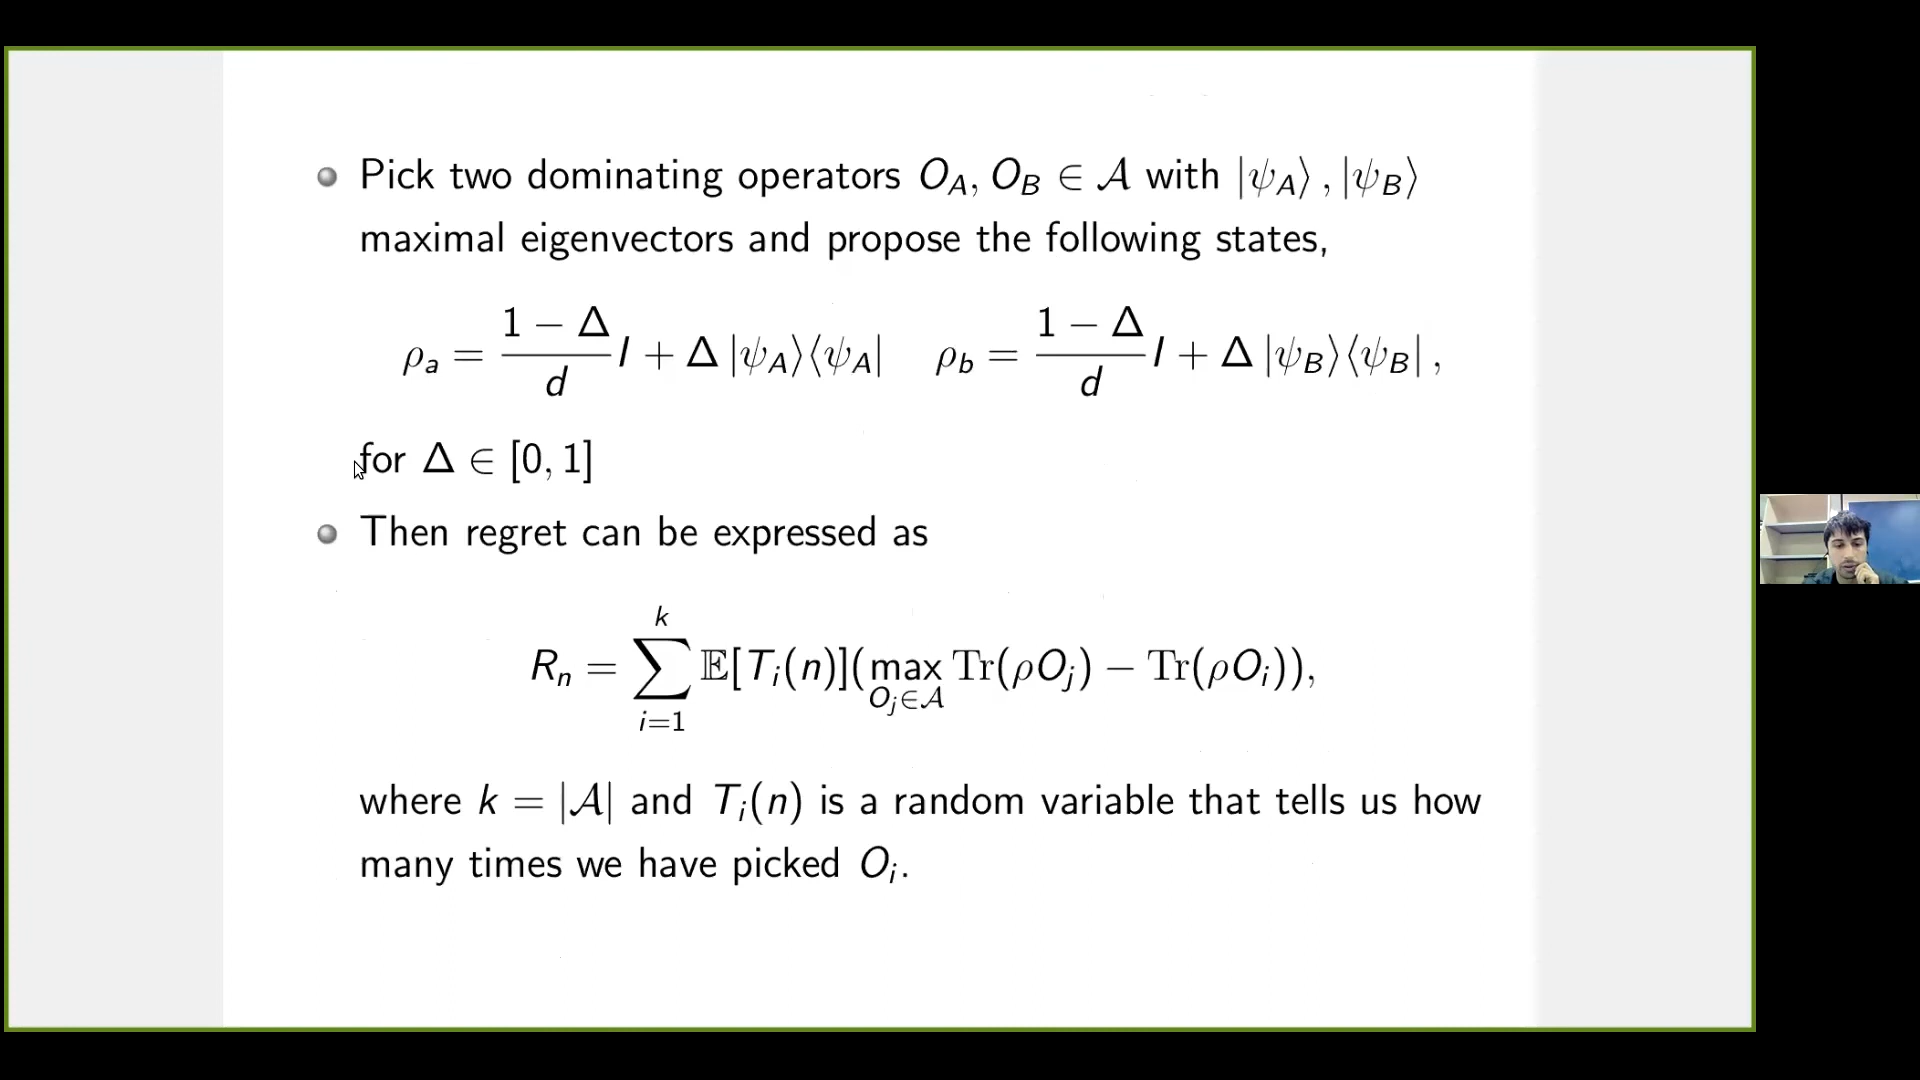 Pick two dominating operators O_A, O_B ∈ 𝒜 with |ψ_A⟩, |ψ_B⟩
maximal eigenvectors and propose the following states,
ρ_a = \frac{1 − Δ}{d} I + Δ |ψ_A⟩⟨ψ_A|   ρ_b = \frac{1 − Δ}{d} I + Δ |ψ_B⟩⟨ψ_B| ,
for Δ ∈ [0, 1]
Then regret can be expressed as
R_n = \sum_{i=1}^{k} 𝔼[T_i(n)](\max_{O_j∈𝒜} Tr(ρO_j) − Tr(ρO_i)),
where k = |𝒜| and T_i(n) is a random variable that tells us how
many times we have picked O_i.